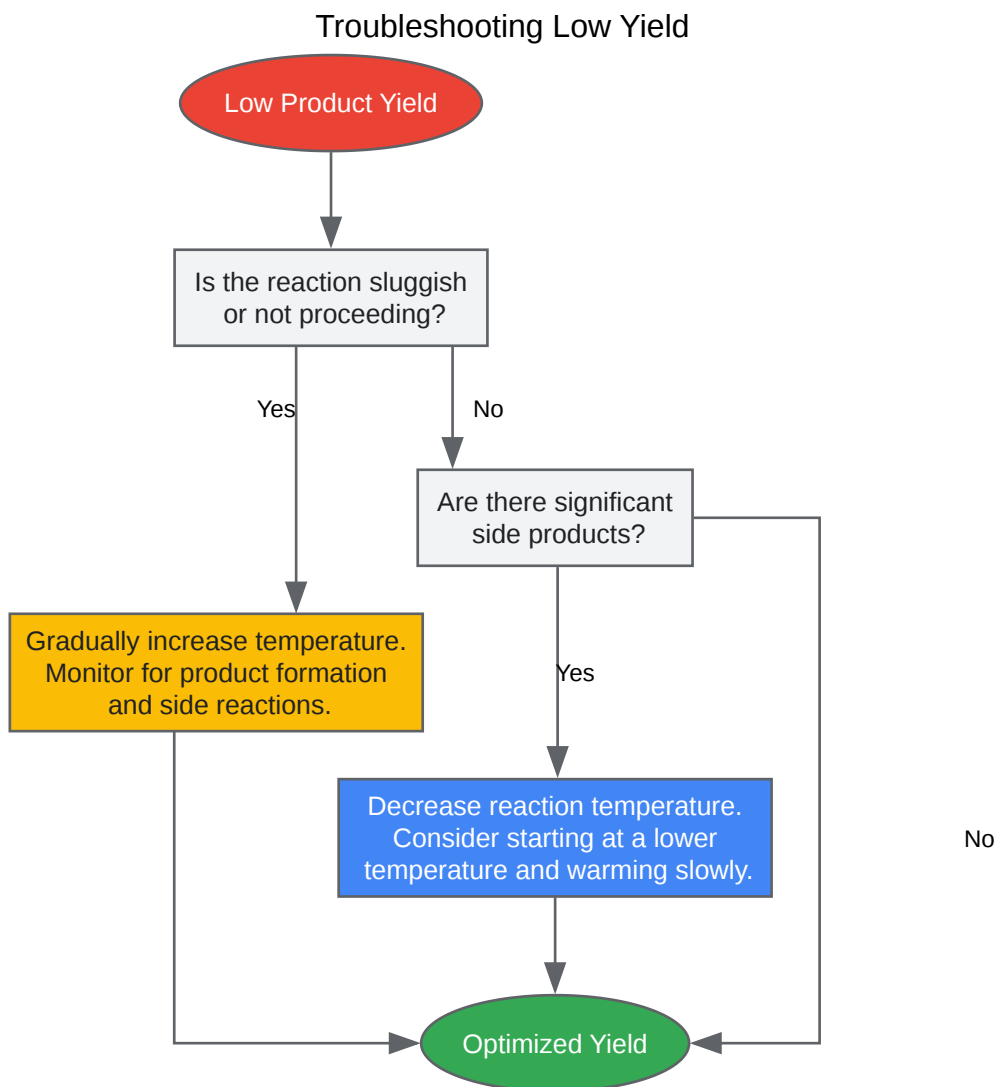 Troubleshooting Low Yield
Low Product Yield
Is the reaction sluggish
or not proceeding?
Yes
No
Are there significant
side products?
Gradually increase temperature.
Monitor for product formation
and side reactions.
Yes
Decrease reaction temperature.
Consider starting at a lower
temperature and warming slowly.
No
Optimized Yield